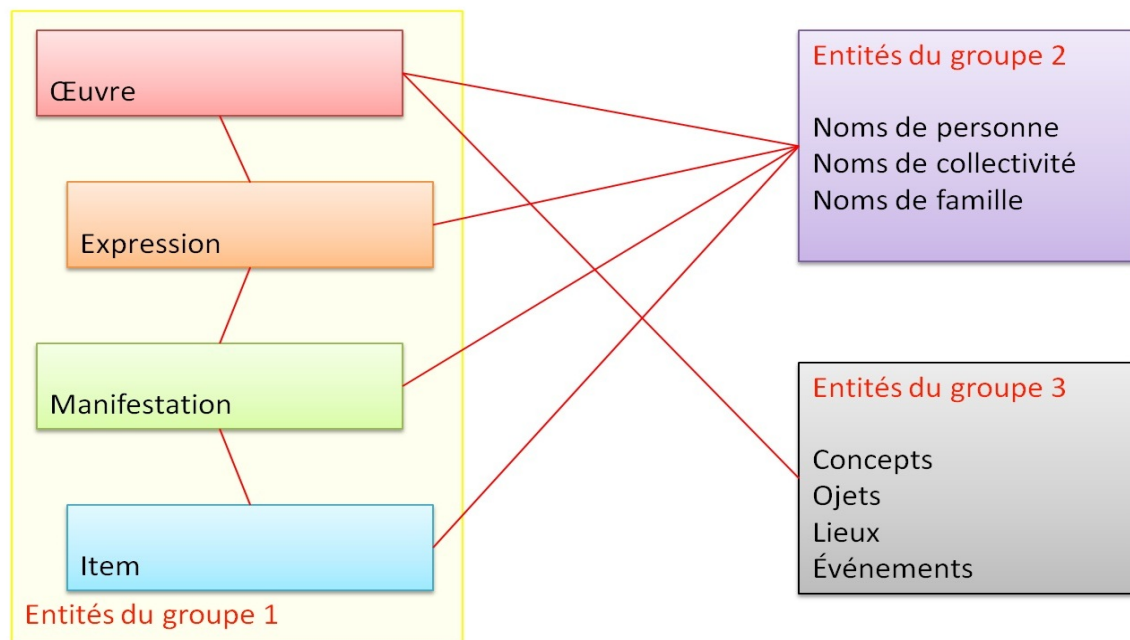 Œuvre
Expression
Manifestation
Item
Entités du groupe 1
Entités du groupe 2
Noms de personne
Noms de collectivité
Noms de famille
Entités du groupe 3
Concepts
Ojets
Lieux
Événements